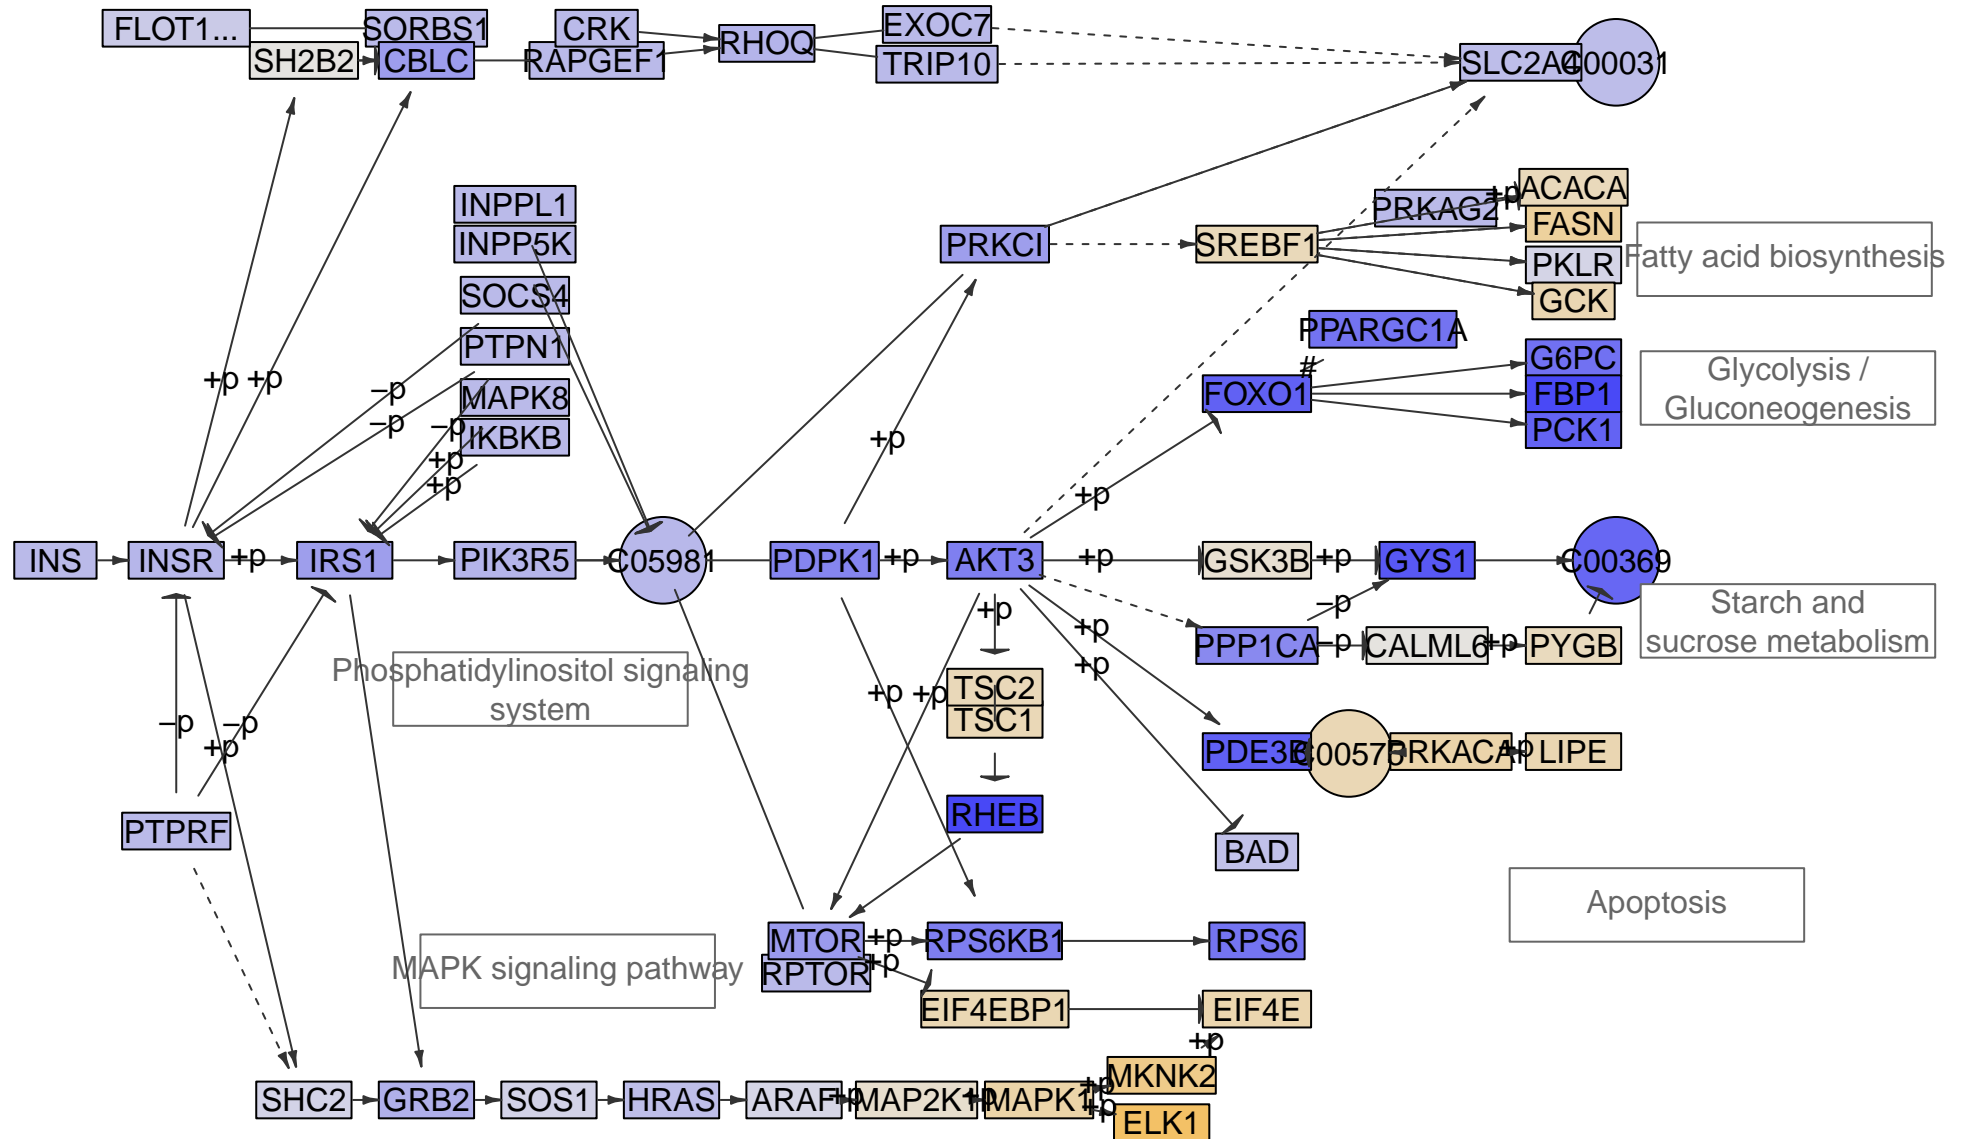 FLOT1...
SORBS1
CRK
EXOC7
SH2B2
CBLC
RAPGEF1
RHOQ
TRIP10
SLC2A4
C00031
INPPL1
INPP5K
SOCS4
PTPN1
MAPK8
IKBKB
PRKCI
SREBF1
PRKAG2
+p
ACACA
FASN
PKLR
GCK
Fatty acid biosynthesis
PPARGC1A
#
FOXO1
G6PC
FBP1
PCK1
Glycolysis /
Gluconeogenesis
+p
+p
−p
−p
−p
+p
+p
+p
+p
INS
INSR
+p
IRS1
PIK3R5
C05981
PDPK1
+p
AKT3
+p
GSK3B
+p
GYS1
C00369
−p
+p
+p
+p
PPP1CA
−p
CALML6
+p
PYGB
Starch and
sucrose metabolism
Phosphatidylinositol signaling
system
−p
−p
+p
+p
+p
TSC2
TSC1
PDE3B
C00575
PRKACA
+p
LIPE
PTPRF
RHEB
BAD
Apoptosis
MTOR
+p
RPS6KB1
RPS6
RPTOR
+p
MAPK signaling pathway
EIF4EBP1
EIF4E
+p
SHC2
GRB2
SOS1
HRAS
ARAF
+p
MAP2K1
+p
MAPK1
+p
+p
MKNK2
ELK1